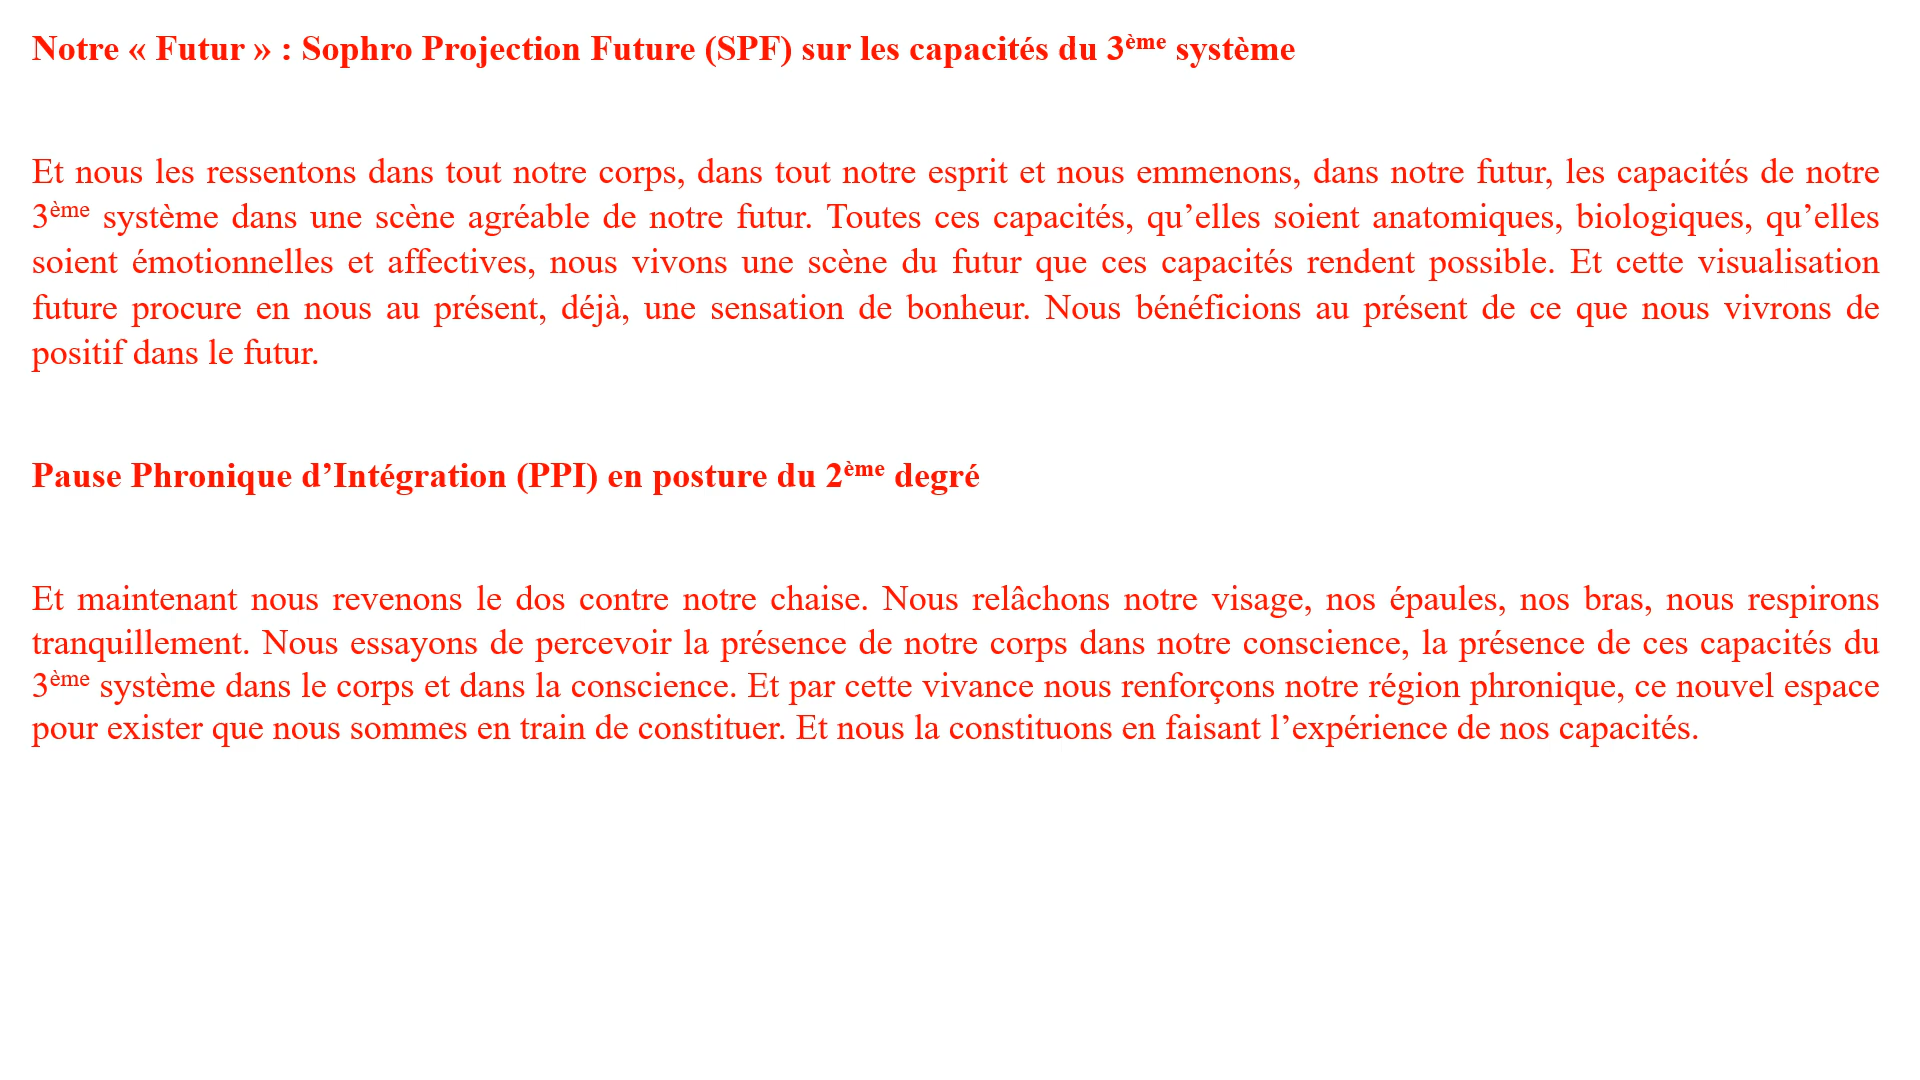 Notre « Futur » : Sophro Projection Future (SPF) sur les capacités du 3ème système
Et nous les ressentons dans tout notre corps, dans tout notre esprit et nous emmenons, dans notre futur, les capacités de notre
3ème système dans une scène agréable de notre futur. Toutes ces capacités, qu’elles soient anatomiques, biologiques, qu’elles
soient émotionnelles et affectives, nous vivons une scène du futur que ces capacités rendent possible. Et cette visualisation
future procure en nous au présent, déjà, une sensation de bonheur. Nous bénéficions au présent de ce que nous vivrons de
positif dans le futur.
Pause Phronique d’Intégration (PPI) en posture du 2ème degré
Et maintenant nous revenons le dos contre notre chaise. Nous relâchons notre visage, nos épaules, nos bras, nous respirons
tranquillement. Nous essayons de percevoir la présence de notre corps dans notre conscience, la présence de ces capacités du
3ème système dans le corps et dans la conscience. Et par cette vivance nous renforçons notre région phronique, ce nouvel espace
pour exister que nous sommes en train de constituer. Et nous la constituons en faisant l’expérience de nos capacités.